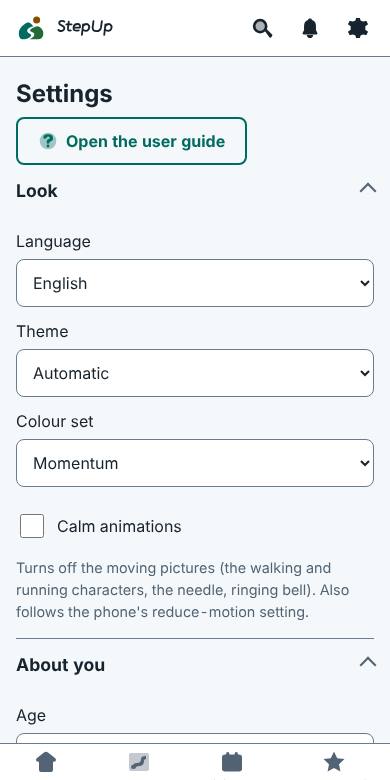 StepUp
Settings
? Open the user guide
Look
Language
English
Theme
Automatic
Colour set
Momentum
Calm animations
Turns off the moving pictures (the walking and
running characters, the needle, ringing bell). Also
follows the phone's reduce-motion setting.
About you
Age